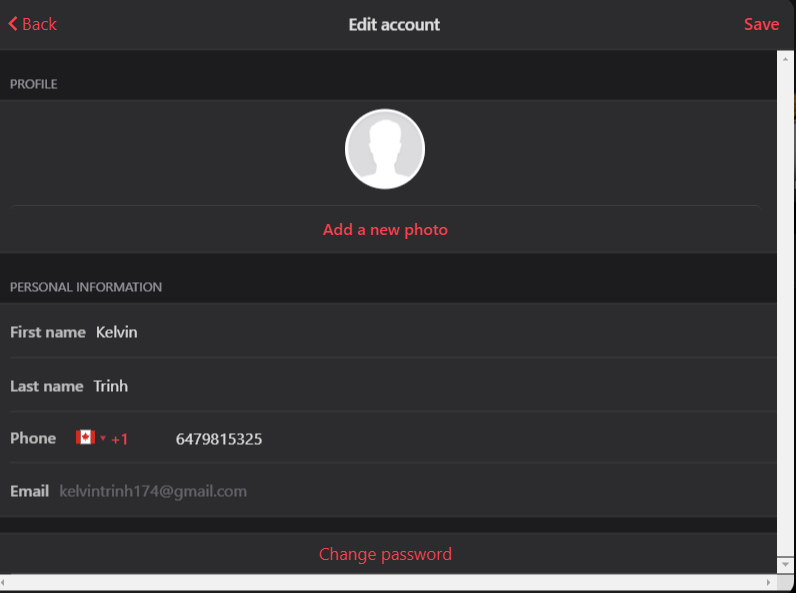 Back
Edit account
Save
PROFILE
Add a new photo
PERSONAL INFORMATION
First name Kelvin
Last name Trinh
Phone +1 6479815325
Email kelvintrinh174@gmail.com
Change password